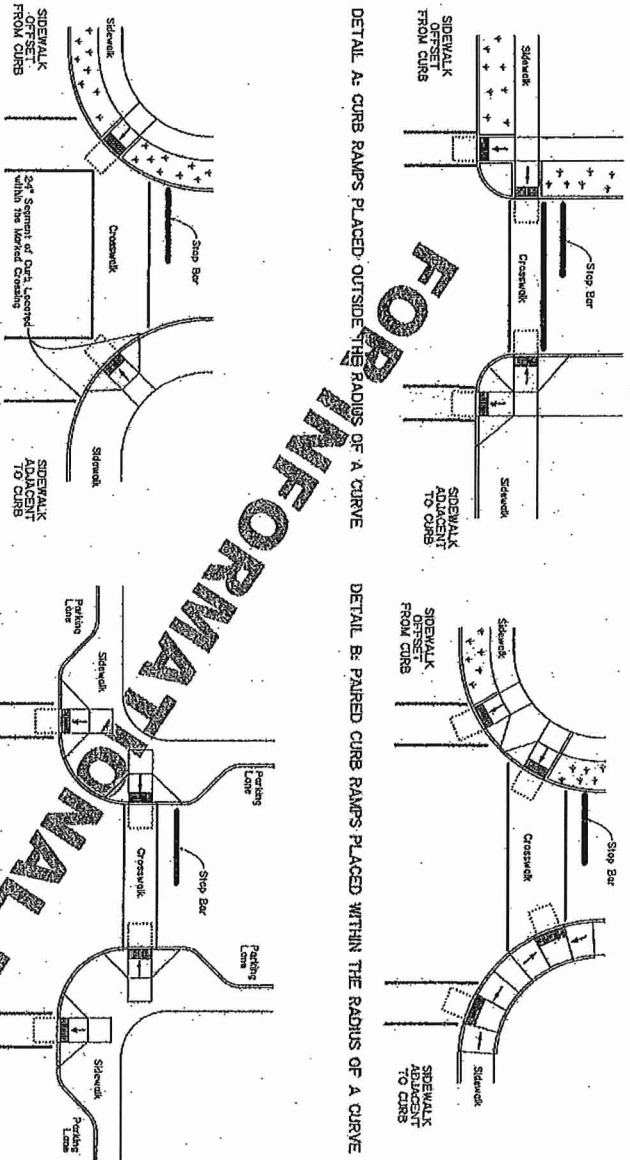 SIDEWALK
OFFSET
FROM CURB
Sidewalk
Stop Bar
Crosswalk
Sidewalk
SIDEWALK
ADJACENT
TO CURB
DETAIL A: CURB RAMPS PLACED OUTSIDE THE RADIUS OF A CURVE
SIDEWALK
OFFSET
FROM CURB
Sidewalk
Stop Bar
Crosswalk
Sidewalk
SIDEWALK
ADJACENT
TO CURB
DETAIL B: PAIRED CURB RAMPS PLACED WITHIN THE RADIUS OF A CURVE
SIDEWALK
OFFSET
FROM CURB
Sidewalk
Stop Bar
Crosswalk
24" Segment of Curb Located
within the Marked Crossing
Sidewalk
SIDEWALK
ADJACENT
TO CURB
Parking
Lane
Sidewalk
Parking
Lane
Stop Bar
Crosswalk
Parking
Lane
Sidewalk
Parking
Lane
FOR INFORMATIONAL